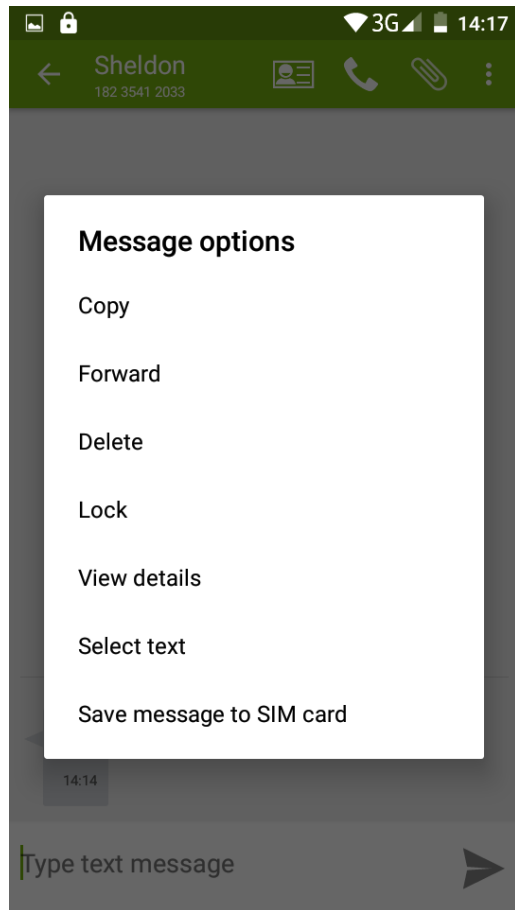 3G 14:17
Sheldon
182 3541 2033
Message options
Copy
Forward
Delete
Lock
View details
Select text
Save message to SIM card
14:14
Type text message